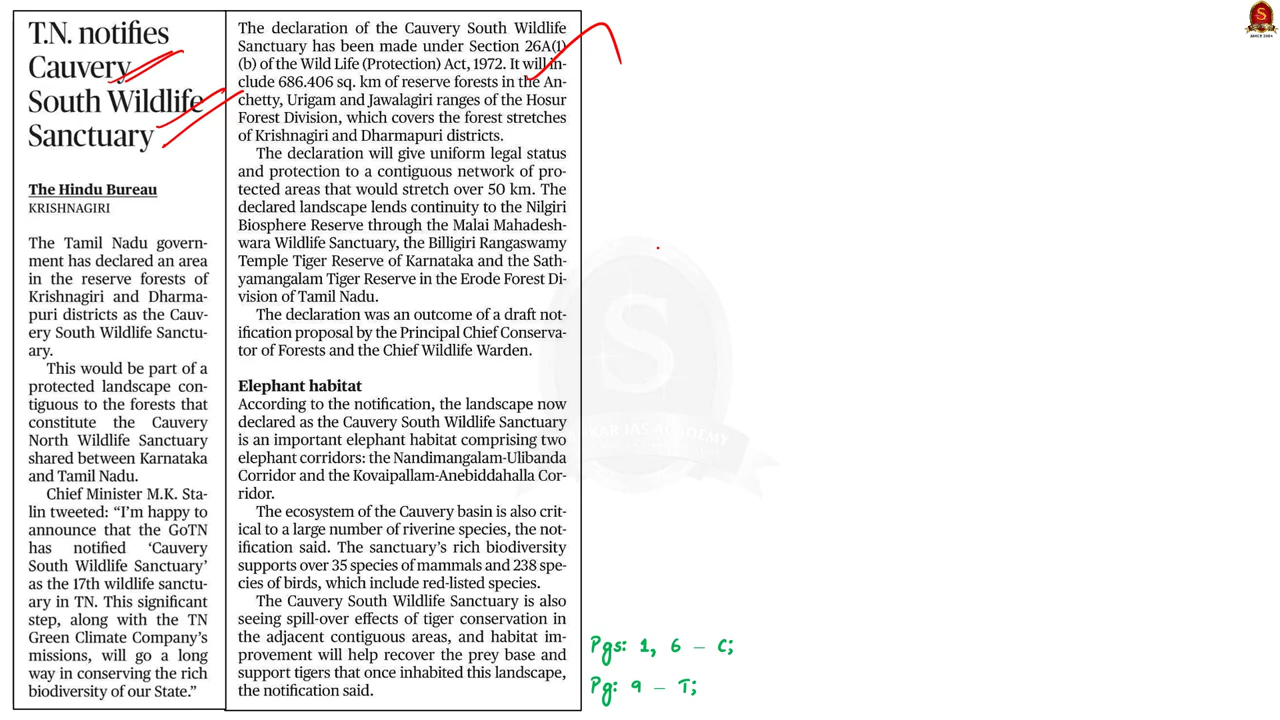 T.N. notifies
Cauvery
South Wildlife
Sanctuary
The Hindu Bureau
KRISHNAGIRI
The Tamil Nadu govern-
ment has declared an area
in the reserve forests of
Krishnagiri and Dharma-
puri districts as the Cauv-
ery South Wildlife Sanctu-
ary.
This would be part of a
protected landscape con-
tiguous to the forests that
constitute the Cauvery
North Wildlife Sanctuary
shared between Karnataka
and Tamil Nadu.
Chief Minister M.K. Sta-
lin tweeted: “I’m happy to
announce that the GoTN
has notified ‘Cauvery
South Wildlife Sanctuary’
as the 17th wildlife sanctu-
ary in TN. This significant
step, along with the TN
Green Climate Company’s
missions, will go a long
way in conserving the rich
biodiversity of our State.”
The declaration of the Cauvery South Wildlife
Sanctuary has been made under Section 26A(1)
(b) of the Wild Life (Protection) Act, 1972. It will in-
clude 686.406 sq. km of reserve forests in the An-
chetty, Urigam and Jawalagiri ranges of the Hosur
Forest Division, which covers the forest stretches
of Krishnagiri and Dharmapuri districts.
The declaration will give uniform legal status
and protection to a contiguous network of pro-
tected areas that would stretch over 50 km. The
declared landscape lends continuity to the Nilgiri
Biosphere Reserve through the Malai Mahadesh-
wara Wildlife Sanctuary, the Billigiri Rangaswamy
Temple Tiger Reserve of Karnataka and the Sath-
yamangalam Tiger Reserve in the Erode Forest Di-
vision of Tamil Nadu.
The declaration was an outcome of a draft not-
ification proposal by the Principal Chief Conserva-
tor of Forests and the Chief Wildlife Warden.
Elephant habitat
According to the notification, the landscape now
declared as the Cauvery South Wildlife Sanctuary
is an important elephant habitat comprising two
elephant corridors: the Nandimangalam-Ulibanda
Corridor and the Kovaipallam-Anebiddahalla Cor-
ridor.
The ecosystem of the Cauvery basin is also crit-
ical to a large number of riverine species, the not-
ification said. The sanctuary’s rich biodiversity
supports over 35 species of mammals and 238 spe-
cies of birds, which include red-listed species.
The Cauvery South Wildlife Sanctuary is also
seeing spill-over effects of tiger conservation in
the adjacent contiguous areas, and habitat im-
provement will help recover the prey base and
support tigers that once inhabited this landscape,
the notification said.
Pgs: 1, 6 – C;
Pg: 9 – T;
S
KAR IAS ACADEMY
SINCE 2004